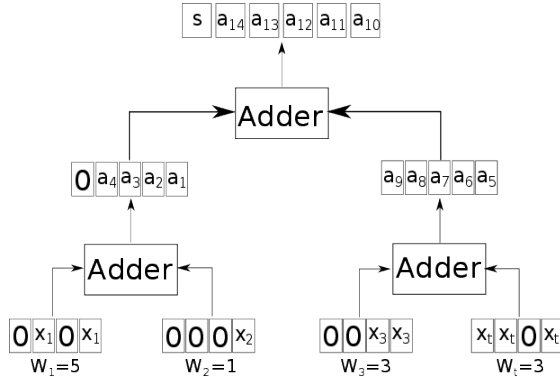 s a14 a13 a12 a11 a10
Adder
0 a4 a3 a2 a1
a9 a8 a7 a6 a5
Adder
Adder
0 x1 0 x1
0 0 0 x2
0 0 x3 x3
xt xt 0 xt
W1=5
W2=1
W3=3
Wt=3